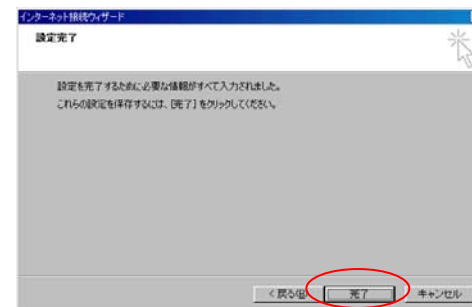 インターネット接続ウィザード
設定完了
設定を完了するために必要な情報がすべて入力されました。
これらの設定を保存するには、[完了] をクリックしてください。
< 戻る(B)
完了
キャンセル